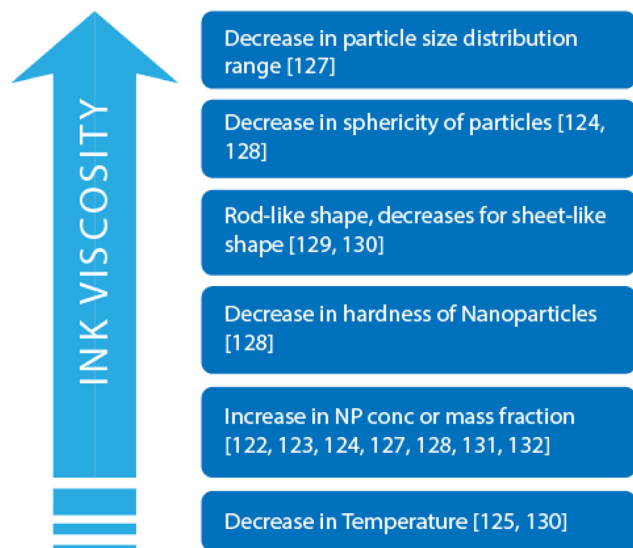 INK VISCOSITY
Decrease in particle size distribution
range [127]
Decrease in sphericity of particles [124,
128]
Rod-like shape, decreases for sheet-like
shape [129, 130]
Decrease in hardness of Nanoparticles
[128]
Increase in NP conc or mass fraction
[122, 123, 124, 127, 128, 131, 132]
Decrease in Temperature [125, 130]